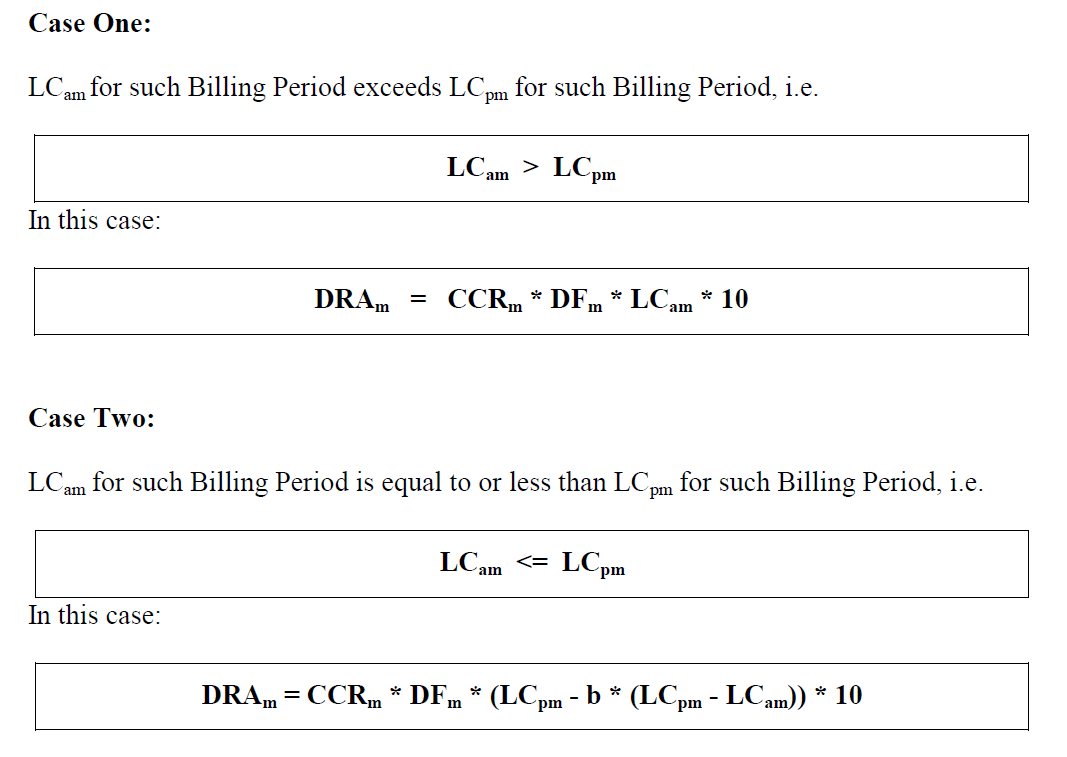 Case One:
LCam for such Billing Period exceeds LCpm for such Billing Period, i.e.
LCam > LCpm
In this case:
DRAm = CCRm * DFm * LCam * 10
Case Two:
LCam for such Billing Period is equal to or less than LCpm for such Billing Period, i.e.
LCam <= LCpm
In this case:
DRAm = CCRm * DFm * (LCpm - b * (LCpm - LCam)) * 10